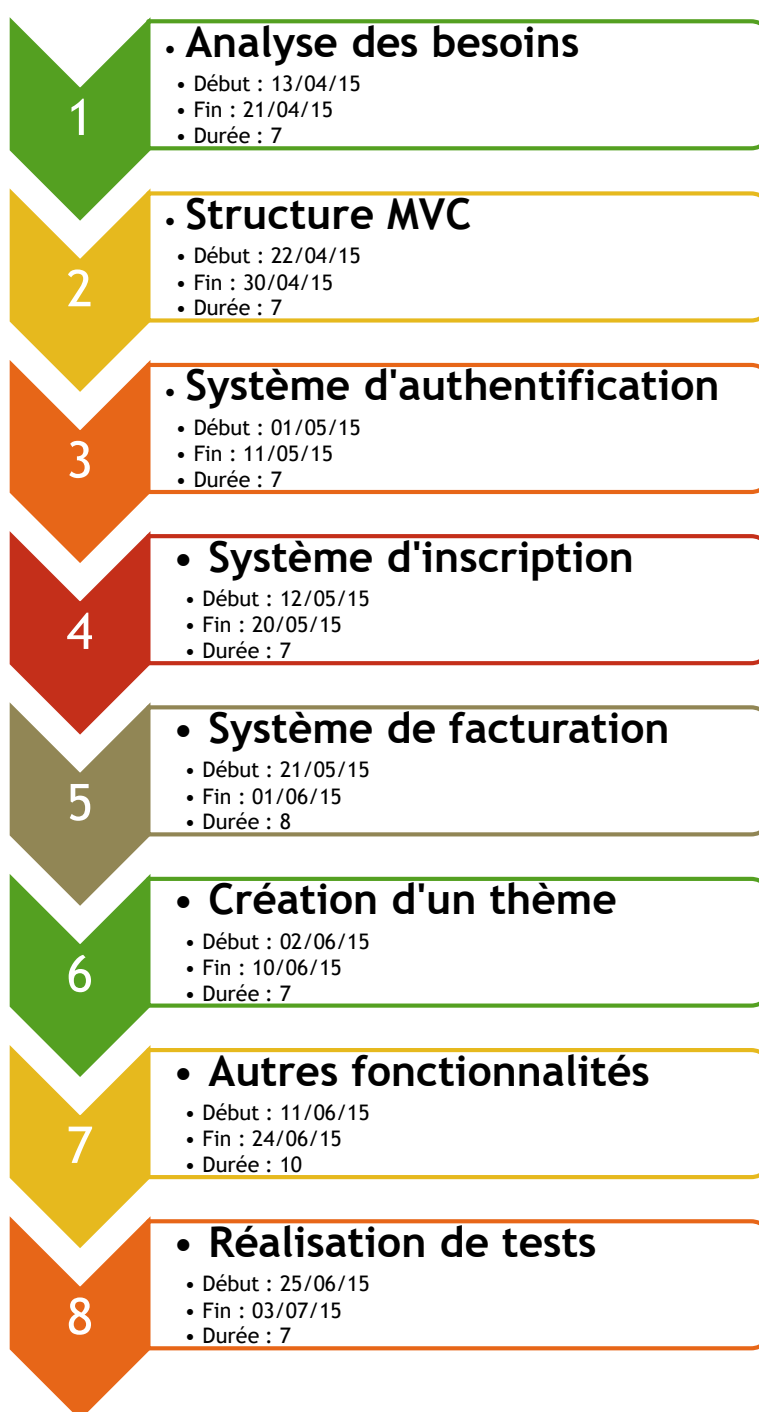 1
• Analyse des besoins
• Début : 13/04/15
• Fin : 21/04/15
• Durée : 7
2
• Structure MVC
• Début : 22/04/15
• Fin : 30/04/15
• Durée : 7
3
• Système d'authentification
• Début : 01/05/15
• Fin : 11/05/15
• Durée : 7
4
• Système d'inscription
• Début : 12/05/15
• Fin : 20/05/15
• Durée : 7
5
• Système de facturation
• Début : 21/05/15
• Fin : 01/06/15
• Durée : 8
6
• Création d'un thème
• Début : 02/06/15
• Fin : 10/06/15
• Durée : 7
7
• Autres fonctionnalités
• Début : 11/06/15
• Fin : 24/06/15
• Durée : 10
8
• Réalisation de tests
• Début : 25/06/15
• Fin : 03/07/15
• Durée : 7